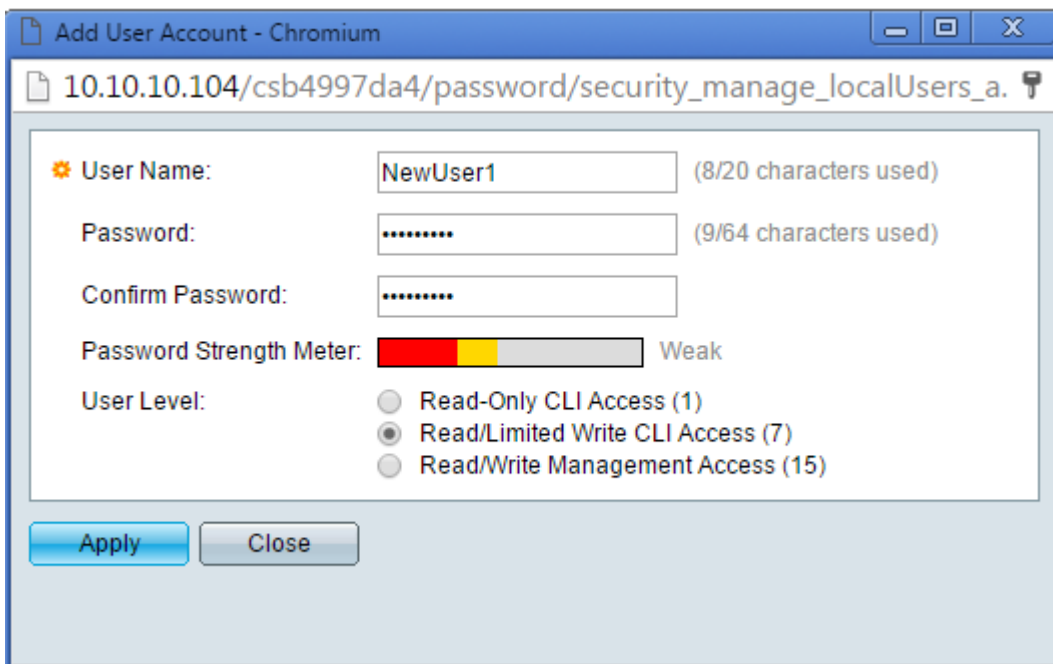 Add User Account - Chromium
10.10.10.104/csb4997da4/password/security_manage_localUsers_a.
User Name: NewUser1 (8/20 characters used)
Password: ••••••••• (9/64 characters used)
Confirm Password: •••••••••
Password Strength Meter: Weak
User Level: Read-Only CLI Access (1)
Read/Limited Write CLI Access (7)
Read/Write Management Access (15)
Apply Close